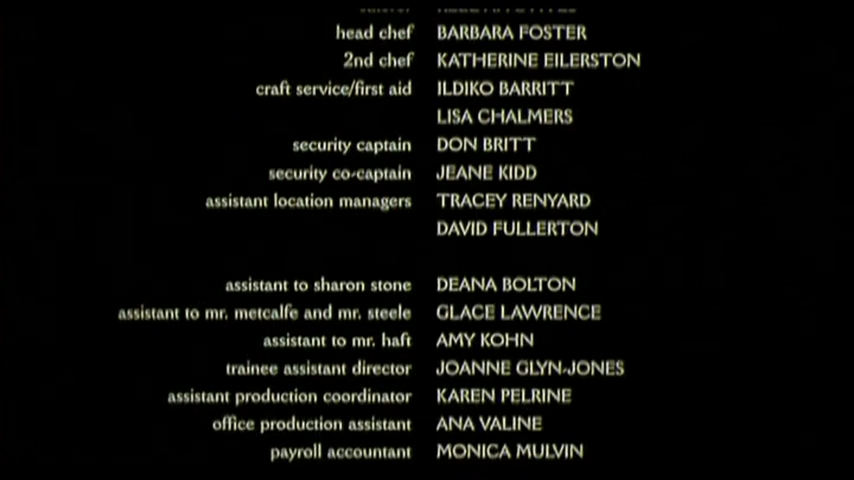 head chef BARBARA FOSTER
2nd chef KATHERINE EILERSTON
craft service/first aid ILDIKO BARRITT
LISA CHALMERS
security captain DON BRITT
security co-captain JEANE KIDD
assistant location managers TRACEY RENYARD
DAVID FULLERTON
assistant to sharon stone DEANA BOLTON
assistant to mr. metcalfe and mr. steele GLACE LAWRENCE
assistant to mr. haft AMY KOHN
trainee assistant director JOANNE GLYN-JONES
assistant production coordinator KAREN PELRINE
office production assistant ANA VALINE
payroll accountant MONICA MULVIN